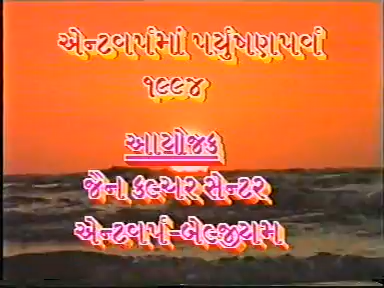 એન્ટવર્પમાં પર્યુષણપર્વ
૧૯૯૪
આયોજક
જૈન કલ્ચર સેન્ટર
એન્ટવર્પ-બેલ્જીયમ